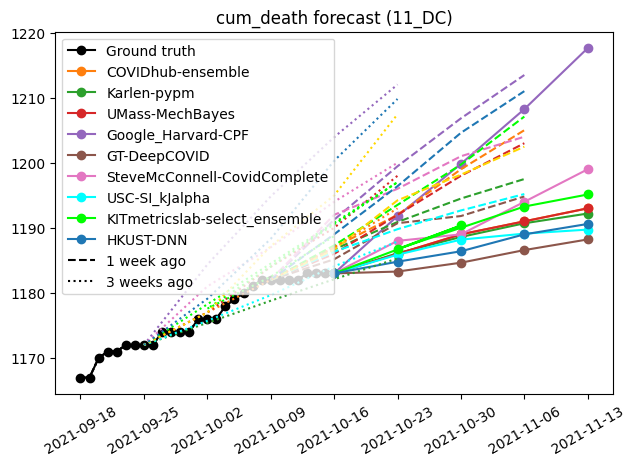 cum_death forecast (11_DC)
1220
1210
1200
1190
1180
1170
Ground truth
COVIDhub-ensemble
Karlen-pypm
UMass-MechBayes
Google_Harvard-CPF
GT-DeepCOVID
SteveMcConnell-CovidComplete
USC-SI_kJalpha
KITmetricslab-select_ensemble
HKUST-DNN
1 week ago
3 weeks ago
2021-09-18
2021-09-25
2021-10-02
2021-10-09
2021-10-16
2021-10-23
2021-10-30
2021-11-06
2021-11-13